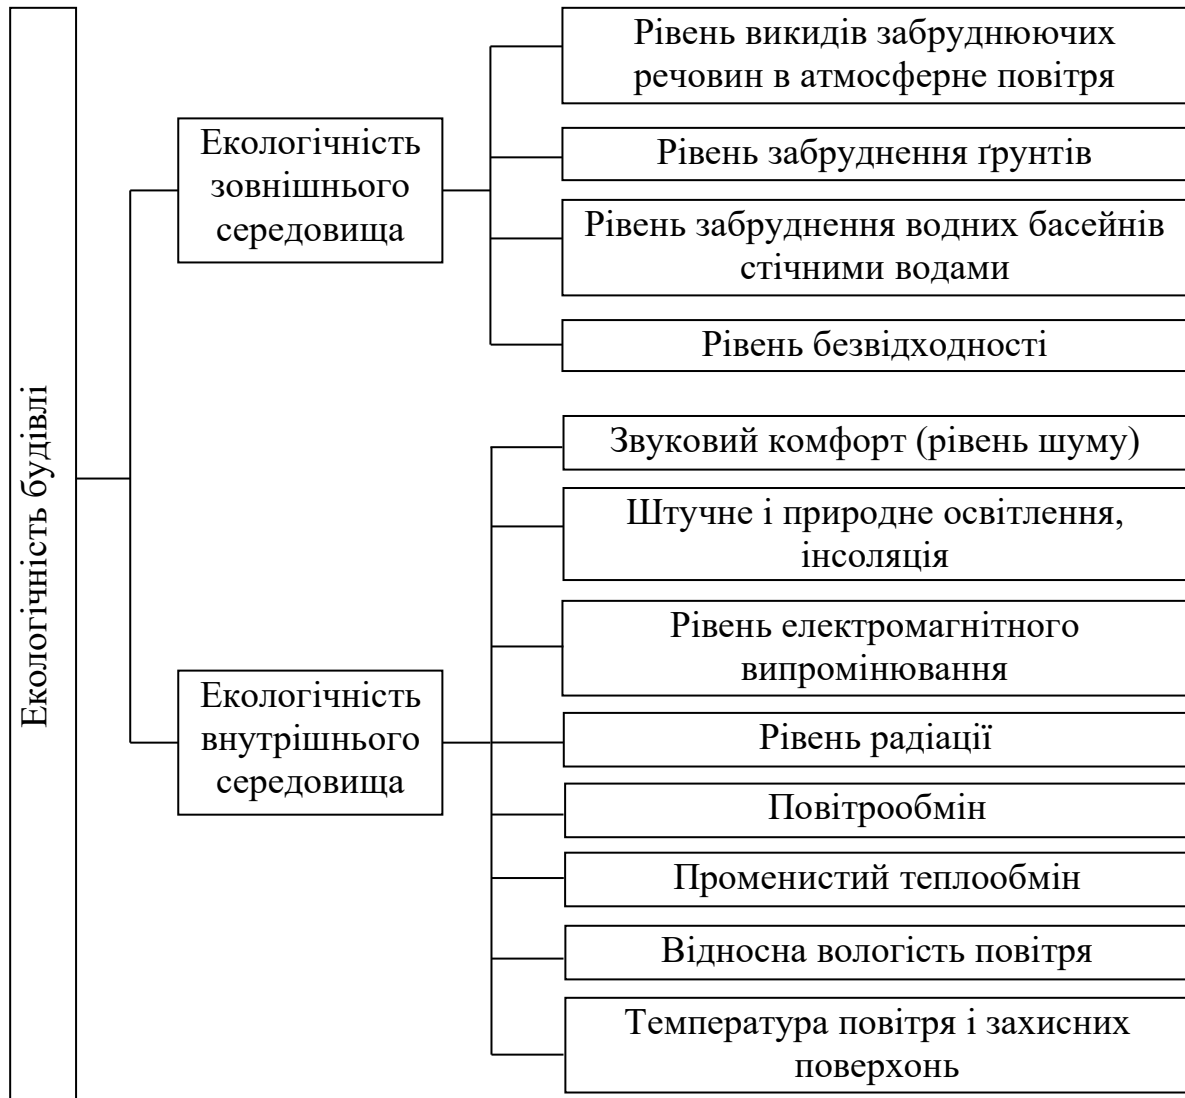 Екологічність будівлі
Екологічність
зовнішнього
середовища
Рівень викидів забруднюючих
речовин в атмосферне повітря
Рівень забруднення ґрунтів
Рівень забруднення водних басейнів
стічними водами
Рівень безвідходності
Екологічність
внутрішнього
середовища
Звуковий комфорт (рівень шуму)
Штучне і природне освітлення,
інсоляція
Рівень електромагнітного
випромінювання
Рівень радіації
Повітрообмін
Променистий теплообмін
Відносна вологість повітря
Температура повітря і захисних
поверхонь